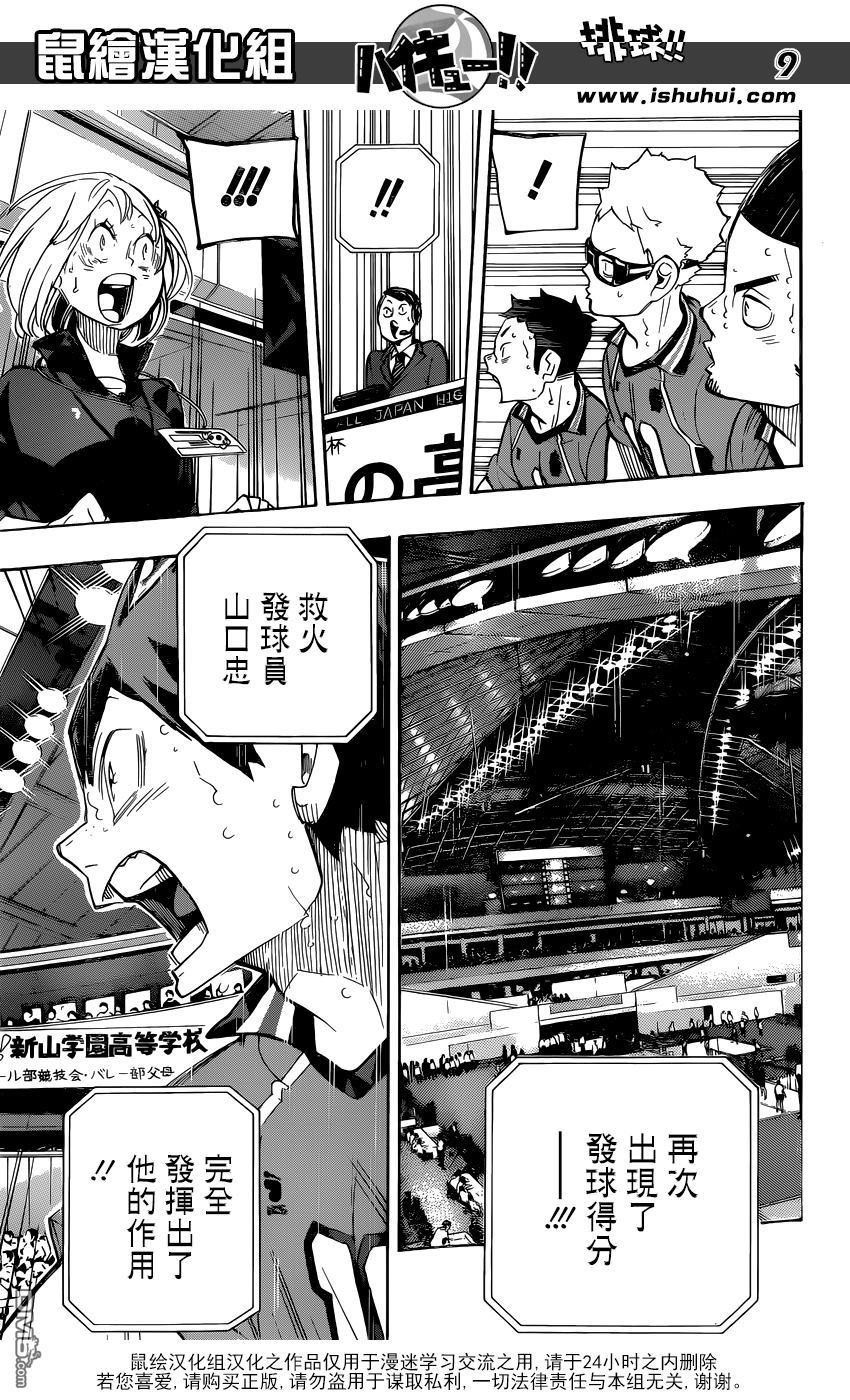 鼠繪漢化組
ハイキュー!!
排球!!
9
www.ishuhui.com
!
!!
!!!!
ALL JAPAN HIG
杯
の高
再次
出現了
發球得分
——!!!
救火
發球員
山口忠
新山学園高等学校
ール部競技会・バレー部父母
完全
發揮出了
他的作用
!!
DM5.com
鼠绘汉化组汉化之作品仅用于漫迷学习交流之用, 请于24小时之内删除
若您喜爱, 请购买正版, 请勿盗用于谋取私利, 一切法律责任与本组无关, 谢谢。